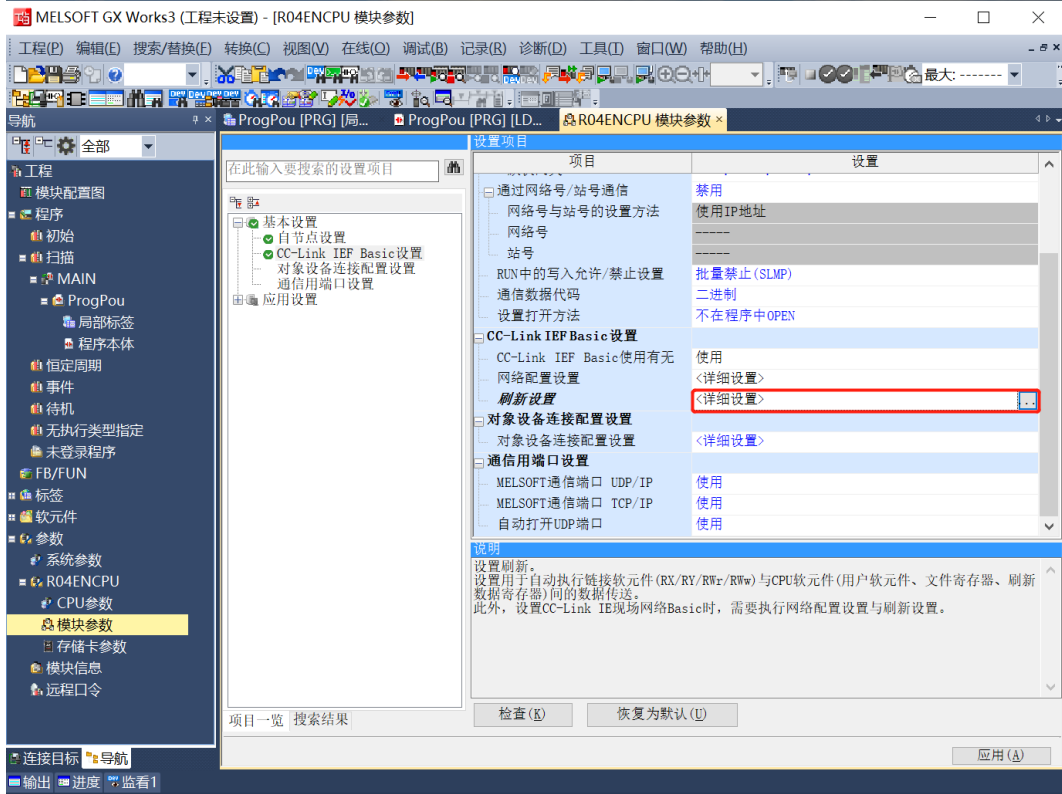 MELSOFT GX Works3 (工程未设置) - [R04ENCPU 模块参数]
工程(P) 编辑(E) 搜索/替换(F) 转换(C) 视图(V) 在线(O) 调试(B) 记录(R) 诊断(D) 工具(T) 窗口(W) 帮助(H)
最大: -------
导航
ProgPou [PRG] [局... ProgPou [PRG] [LD... R04ENCPU 模块参数
全部
工程
模块配置图
程序
初始
扫描
MAIN
ProgPou
局部标签
程序本体
恒定周期
事件
待机
无执行类型指定
未登录程序
FB/FUN
标签
软元件
参数
系统参数
R04ENCPU
CPU参数
模块参数
存储卡参数
模块信息
远程口令
连接目标 导航
在此输入要搜索的设置项目
基本设置
自节点设置
CC-Link IEF Basic设置
对象设备连接配置设置
通信用端口设置
应用设置
项目一览 搜索结果
设置项目
项目 设置
通过网络号/站号通信 禁用
网络号与站号的设置方法 使用IP地址
网络号 -----
站号 -----
RUN中的写入允许/禁止设置 批量禁止(SLMP)
通信数据代码 二进制
设置打开方法 不在程序中OPEN
CC-Link IEF Basic 设置
CC-Link IEF Basic使用有无 使用
网络配置设置 <详细设置>
刷新设置 <详细设置> ...
对象设备连接配置设置
对象设备连接配置设置 <详细设置>
通信用端口设置
MELSOFT通信端口 UDP/IP 使用
MELSOFT通信端口 TCP/IP 使用
自动打开UDP端口 使用
说明
设置刷新。
设置用于自动执行链接软元件(RX/RY/RWr/RWw)与CPU软元件(用户软元件、文件寄存器、刷新
数据寄存器)间的数据传送。
此外，设置CC-Link IE现场网络Basic时，需要执行网络配置设置与刷新设置。
检查(K) 恢复为默认(U)
应用(A)
输出 进度 监看1